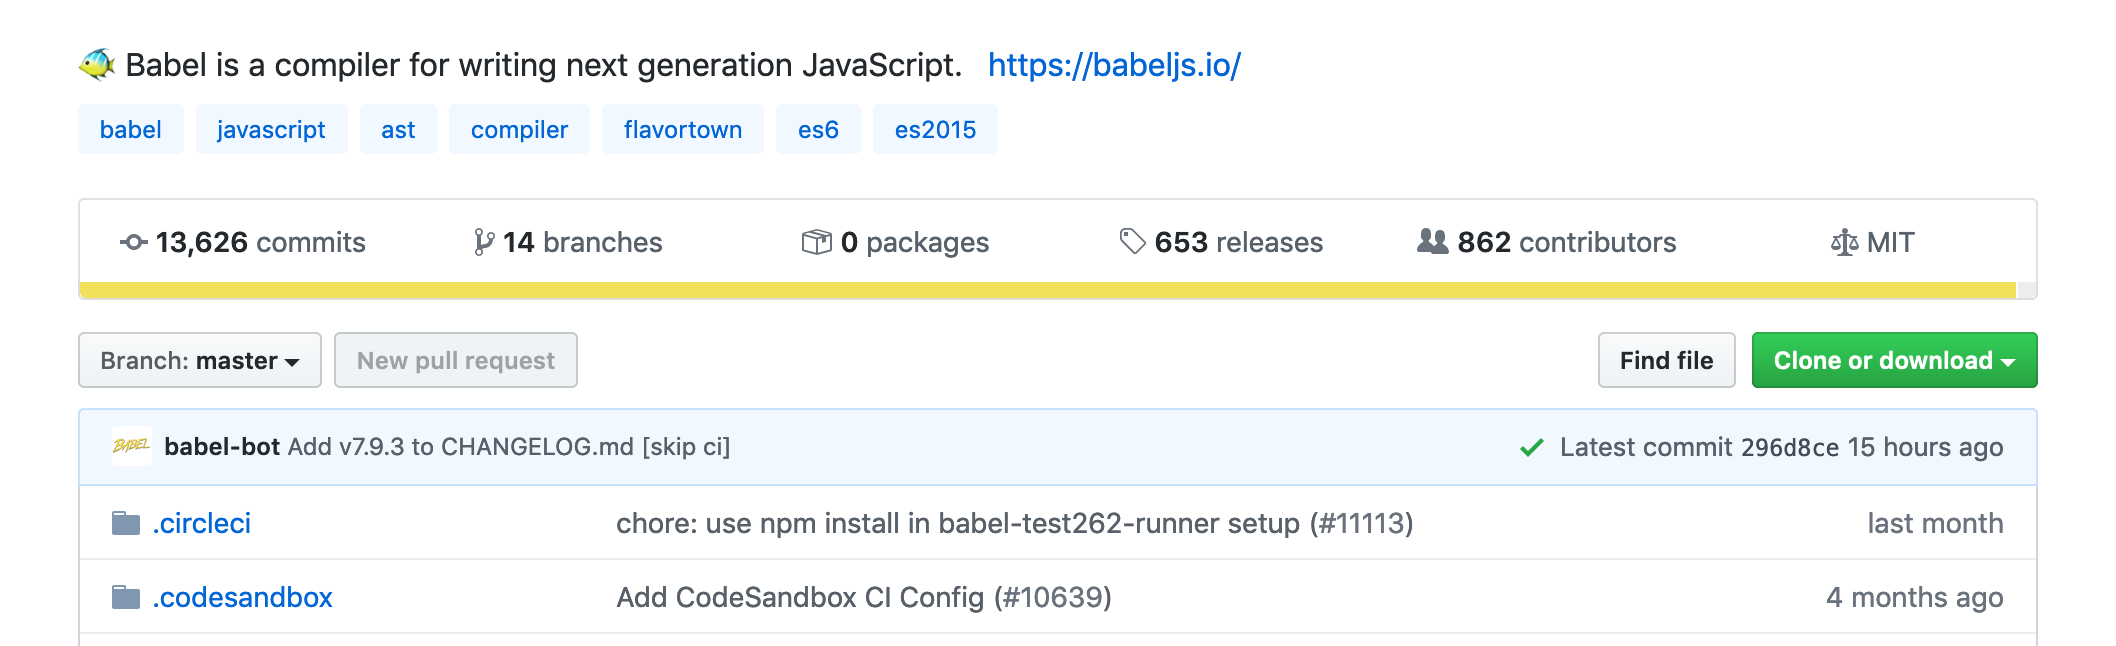 🐠 Babel is a compiler for writing next generation JavaScript. https://babeljs.io/
babel javascript ast compiler flavortown es6 es2015
13,626 commits 14 branches 0 packages 653 releases 862 contributors MIT
Branch: master New pull request Find file Clone or download
BABEL babel-bot Add v7.9.3 to CHANGELOG.md [skip ci] Latest commit 296d8ce 15 hours ago
.circleci chore: use npm install in babel-test262-runner setup (#11113) last month
.codesandbox Add CodeSandbox CI Config (#10639) 4 months ago